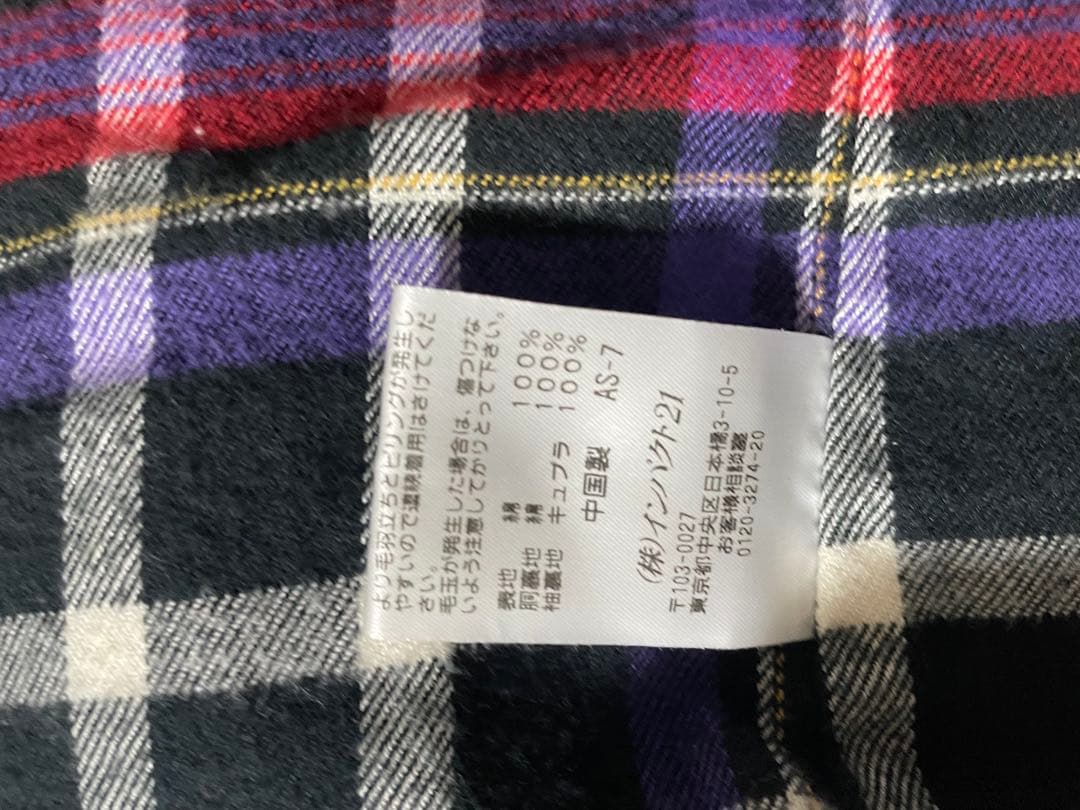 より毛羽立ちとピリングが発生し
やすいので連続着用はさけてくだ
さい。
毛玉が発生した場合は、傷つけな
いよう注意してかりとって下さい。
表地 綿 100%
胴裏地 綿 100%
袖裏地 キュプラ 100%
中国製 AS-7
(株)インパクト21
〒103-0027
東京都中央区日本橋3-10-5
お客様相談室
0120-3274-20